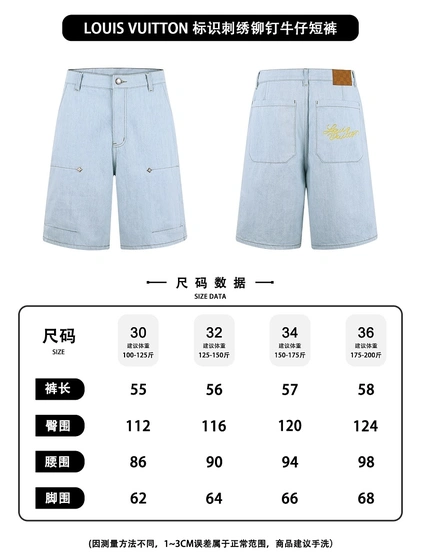 LOUIS VUITTON 标识刺绣铆钉牛仔短裤
尺码数据
SIZE DATA
尺码 30 32 34 36
SIZE 建议体重 建议体重 建议体重 建议体重
100-125斤 125-150斤 150-175斤 175-200斤
裤长 55 56 57 58
臀围 112 116 120 124
腰围 86 90 94 98
脚围 62 64 66 68
(因测量方法不同，1~3CM误差属于正常范围，商品建议手洗)